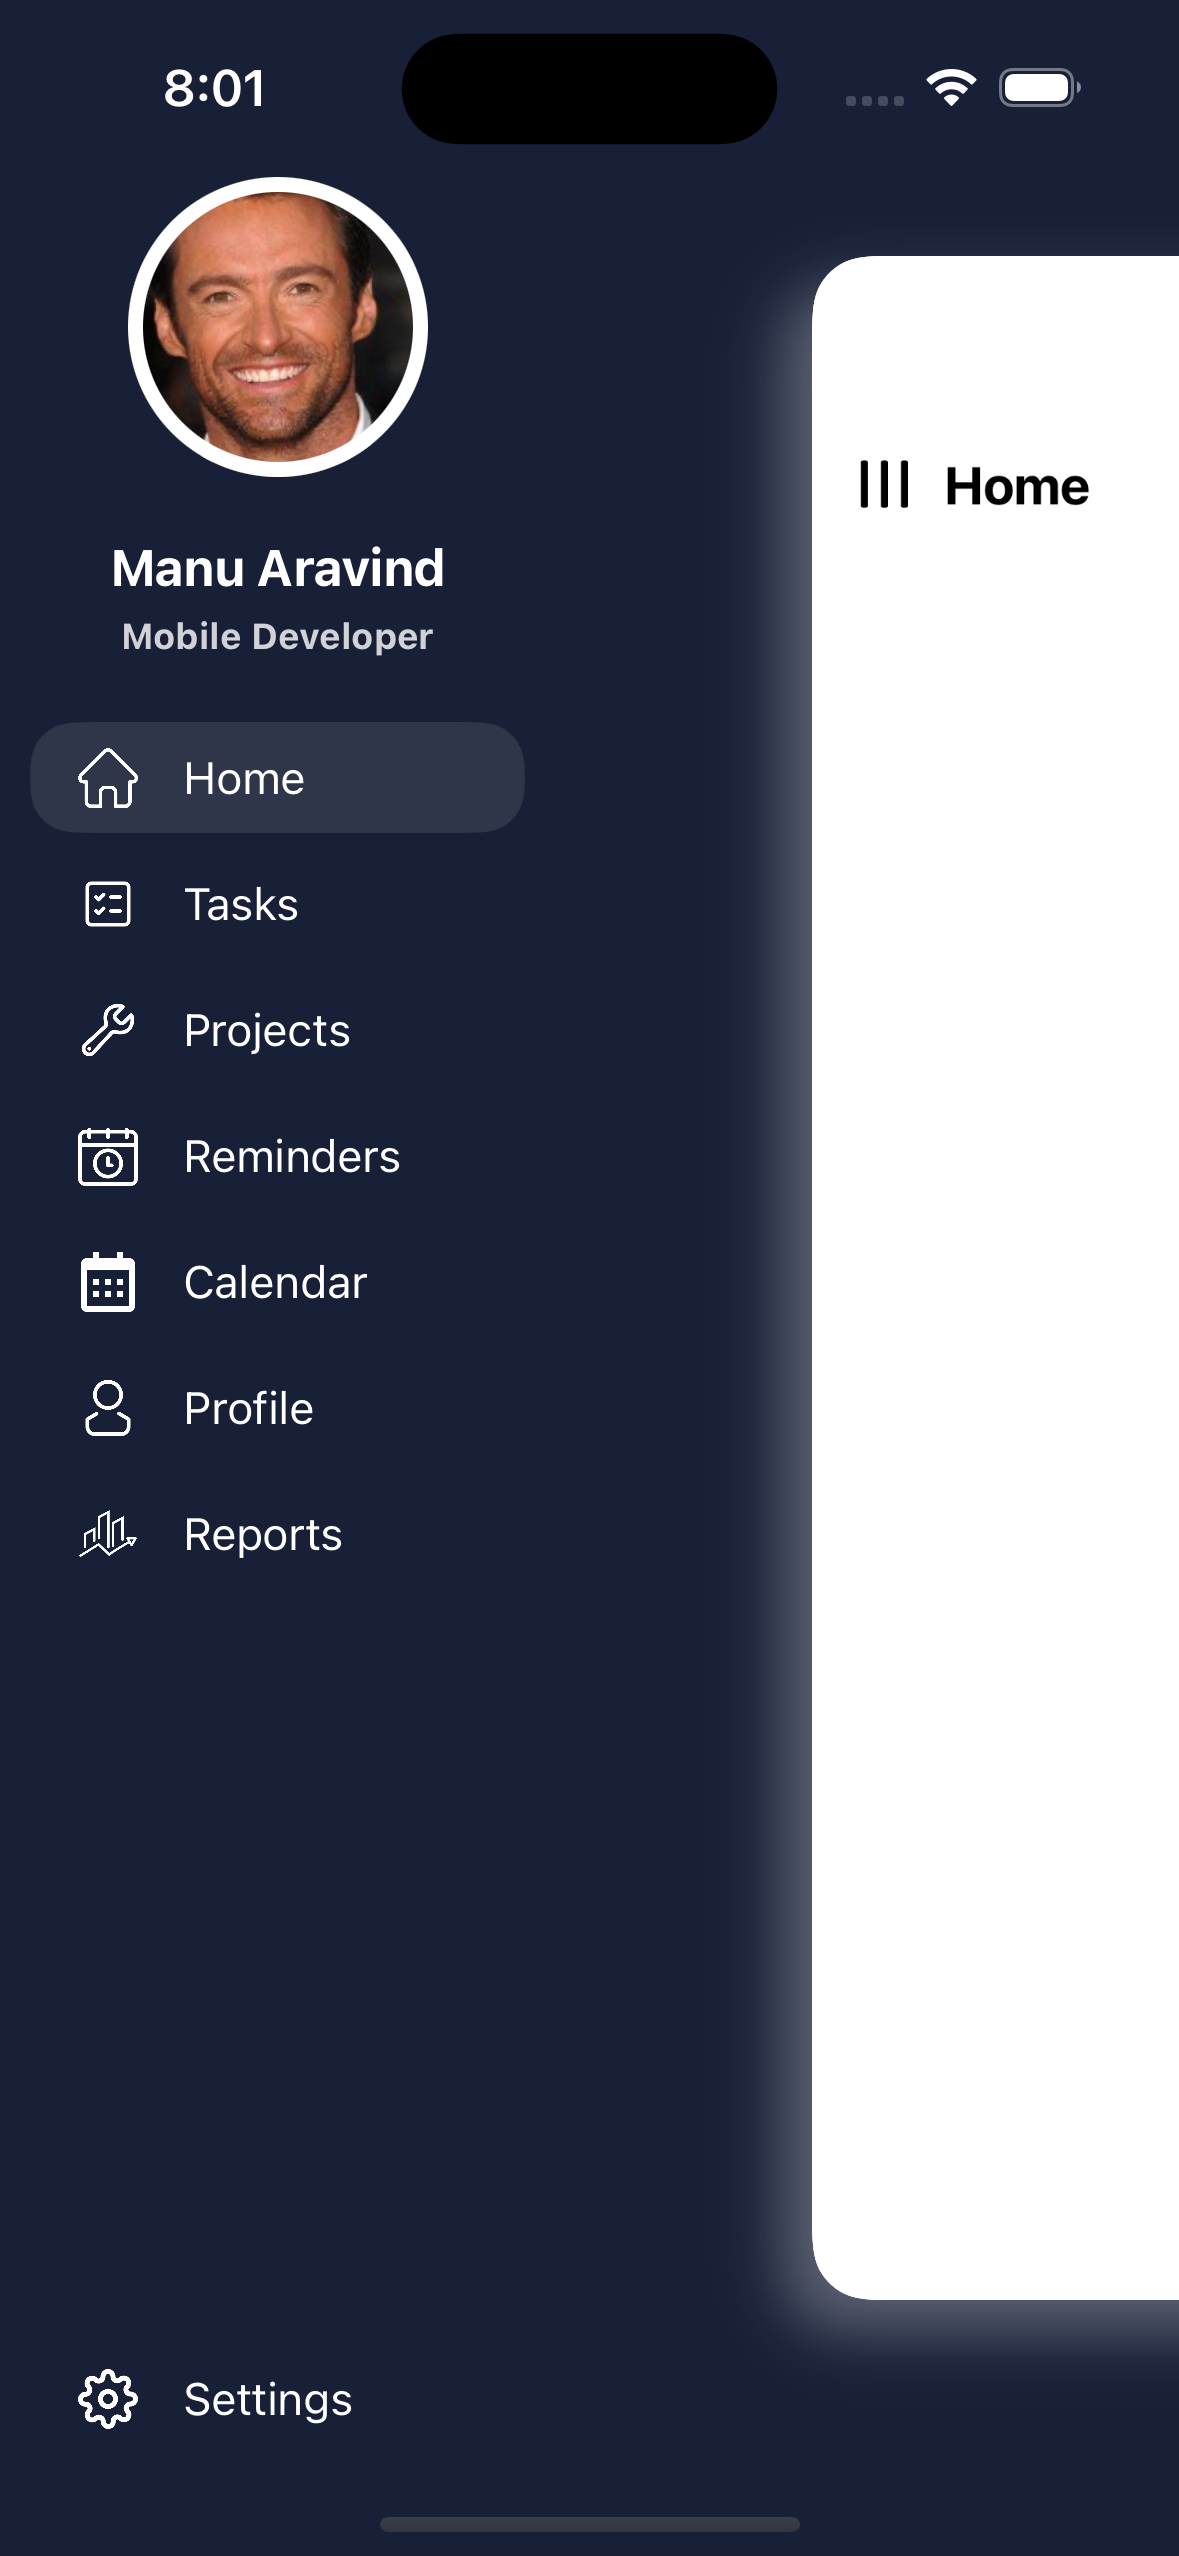 8:01
Manu Aravind
Mobile Developer
Home
Home
Tasks
Projects
Reminders
Calendar
Profile
Reports
Settings